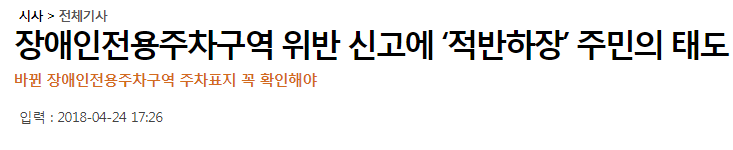 시사 > 전체기사
장애인전용주차구역 위반 신고에 ‘적반하장’ 주민의 태도
바뀐 장애인전용주차구역 주차표지 꼭 확인해야
입력 : 2018-04-24 17:26